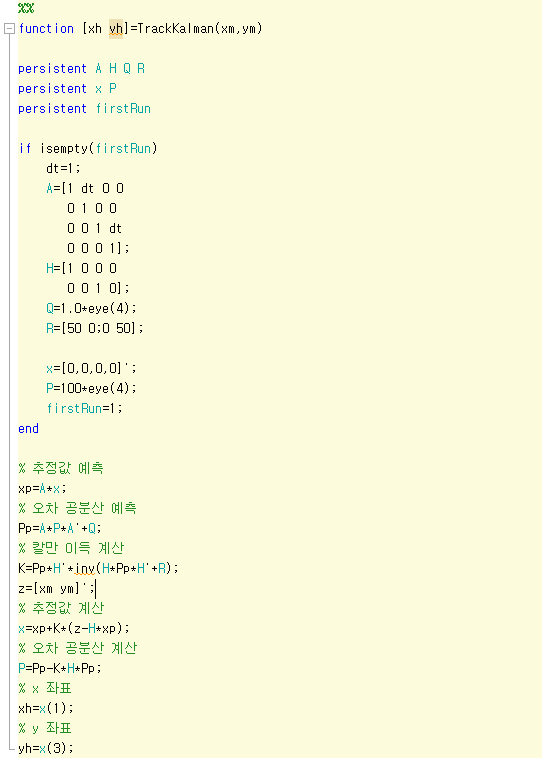 %%
function [xh yh]=TrackKalman(xm,ym)
persistent A H Q R
persistent x P
persistent firstRun
if isempty(firstRun)
dt=1;
A=[1 dt 0 0
0 1 0 0
0 0 1 dt
0 0 0 1];
H=[1 0 0 0
0 0 1 0];
Q=1.0*eye(4);
R=[50 0;0 50];
x=[0,0,0,0]';
P=100*eye(4);
firstRun=1;
end
% 추정값 예측
xp=A*x;
% 오차 공분산 예측
Pp=A*P*A'+Q;
% 칼만 이득 계산
K=Pp*H'*inv(H*Pp*H'+R);
z=[xm ym]';
% 추정값 계산
x=xp+K*(z-H*xp);
% 오차 공분산 계산
P=Pp-K*H*Pp;
% x 좌표
xh=x(1);
% y 좌표
yh=x(3);